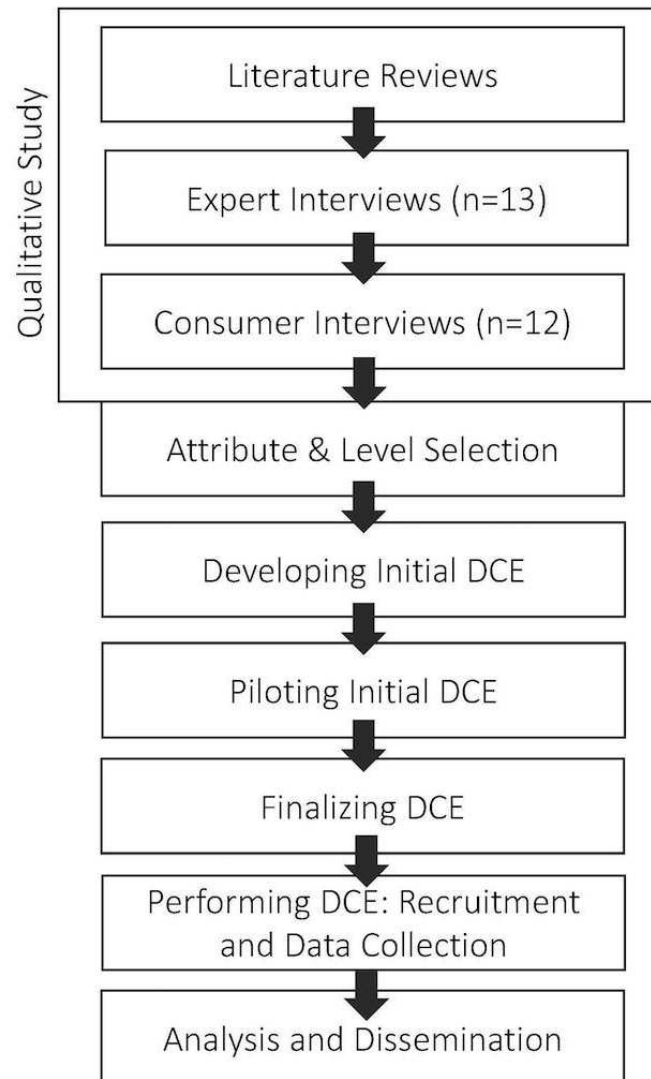 Qualitative Study
Literature Reviews
Expert Interviews (n=13)
Consumer Interviews (n=12)
Attribute & Level Selection
Developing Initial DCE
Piloting Initial DCE
Finalizing DCE
Performing DCE: Recruitment
and Data Collection
Analysis and Dissemination